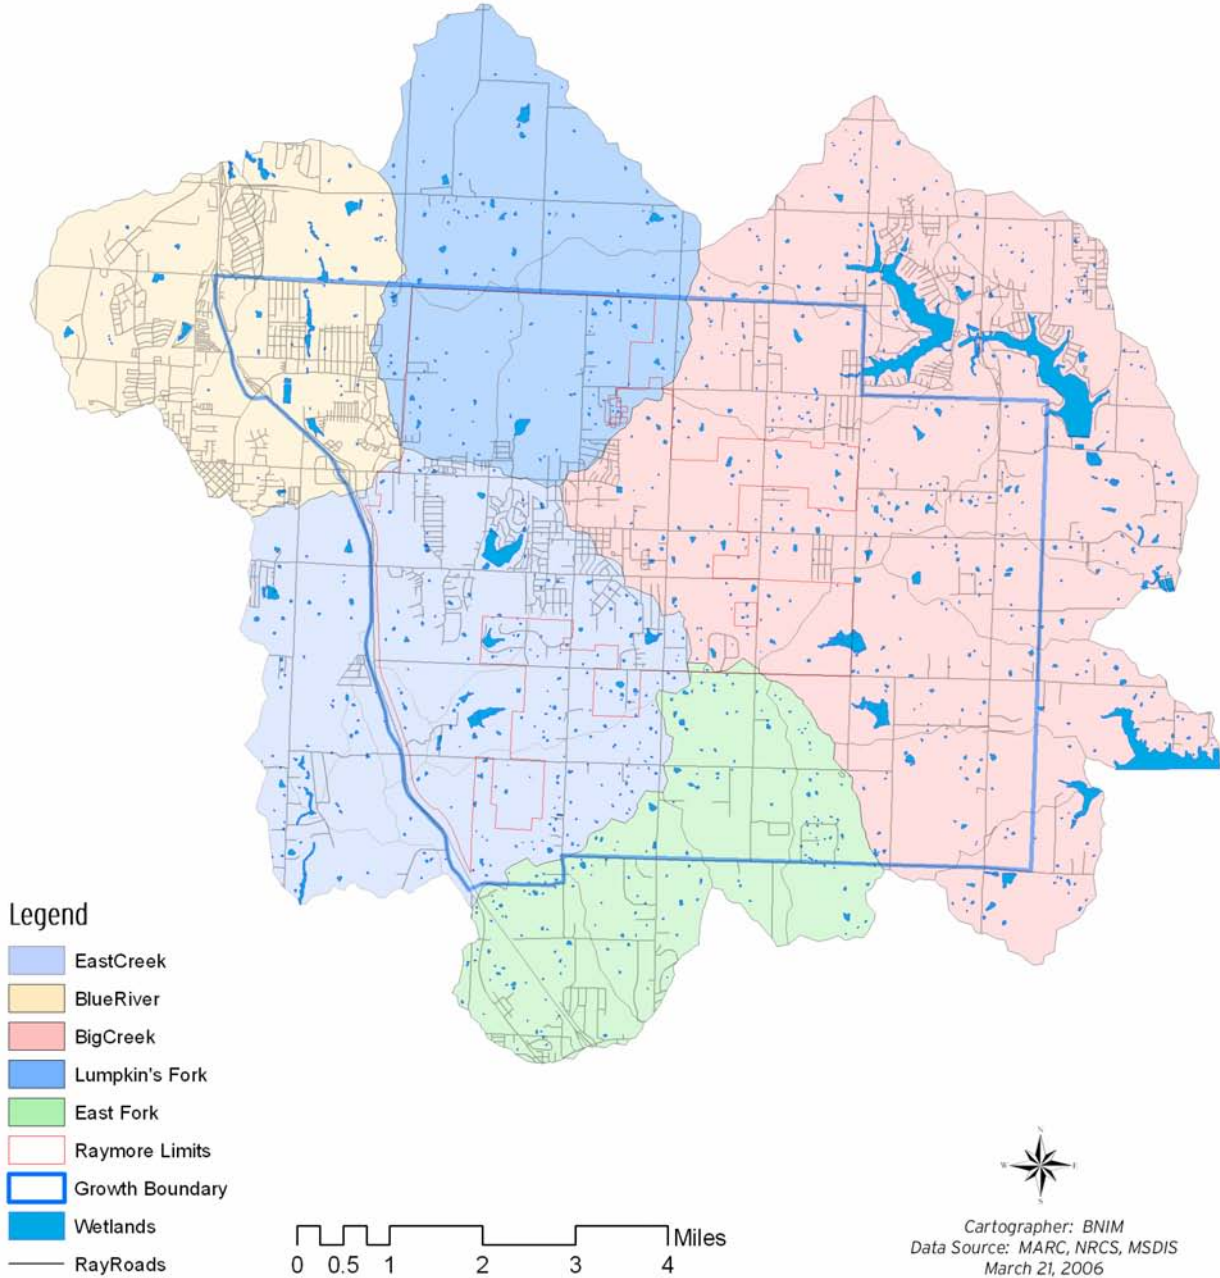 Legend
EastCreek
BlueRiver
BigCreek
Lumpkin's Fork
East Fork
Raymore Limits
Growth Boundary
Wetlands
RayRoads
Miles
0 0.5 1 2 3 4
N
W E
S
Cartographer: BNIM
Data Source: MARC, NRCS, MSDIS
March 21, 2006